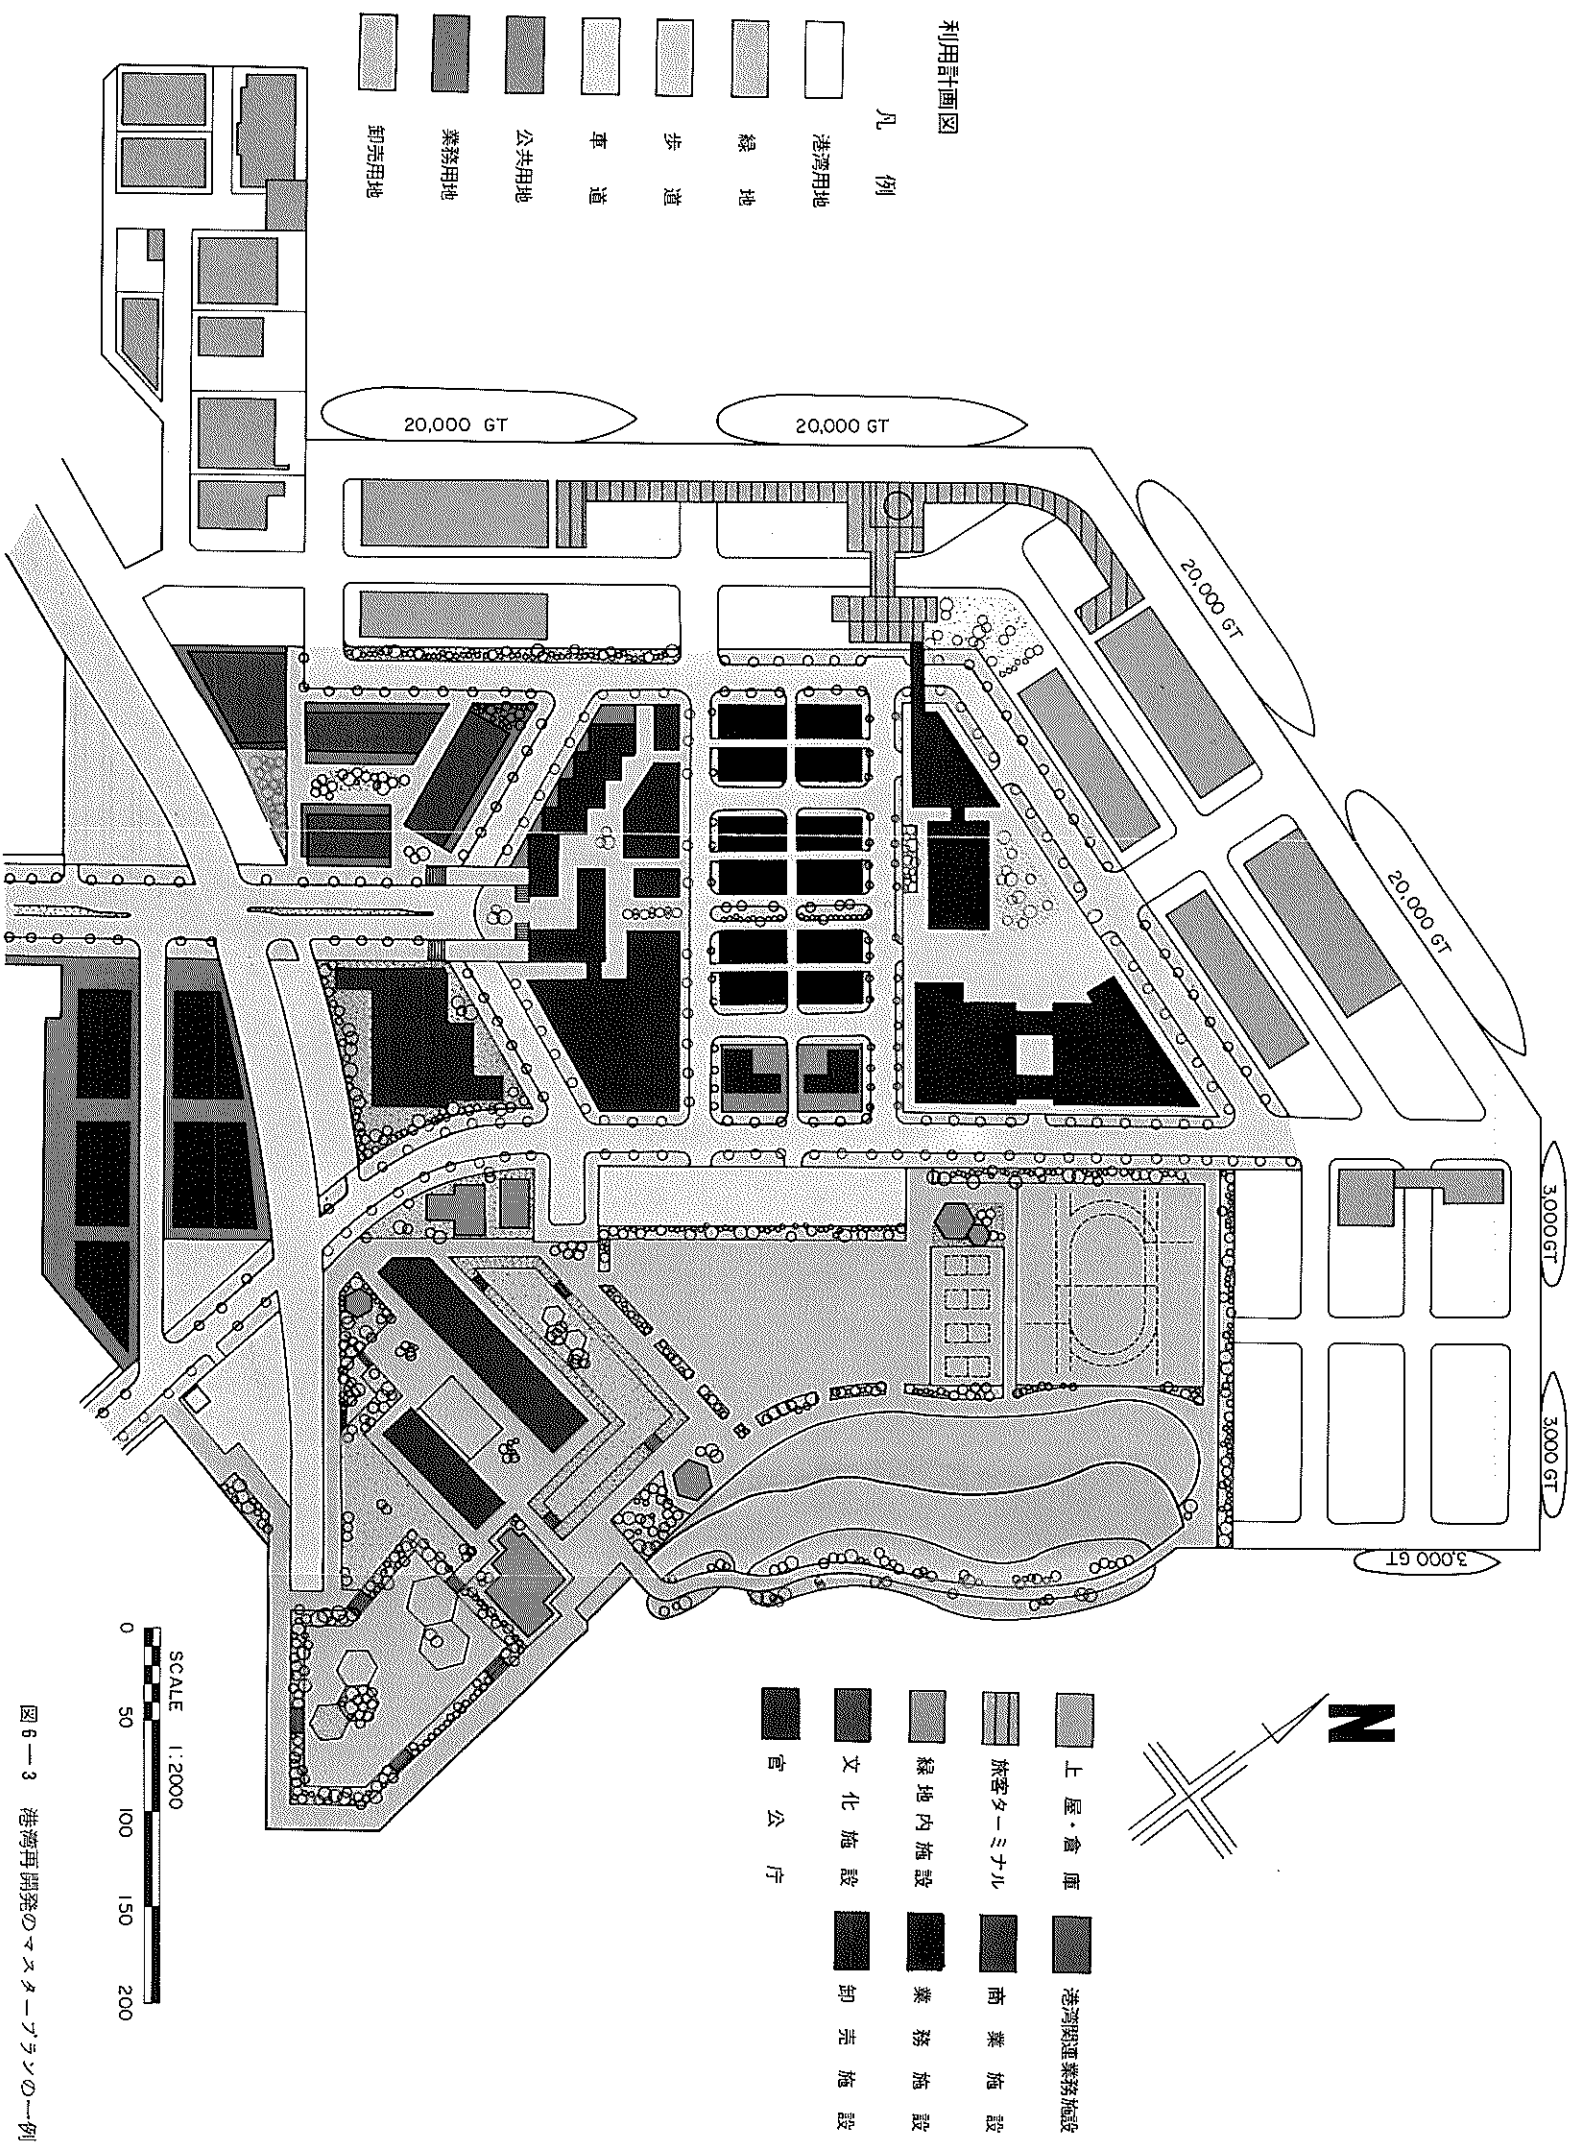 利用計画図
凡例
港湾用地
緑地
歩道
車道
公共用地
業務用地
卸売用地
20,000 GT
20,000 GT
20,000 GT
20,000 GT
3,000 GT
3,000 GT
3,000 GT
N
上屋・倉庫
旅客ターミナル
緑地内施設
文化施設
官公庁
港湾関連業務施設
商業施設
業務施設
卸売施設
SCALE 1:2000
0 50 100 150 200
図6—3 港湾再開発のマスタープランの一例